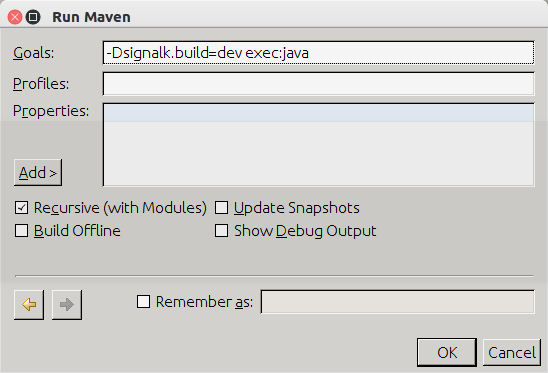 Run Maven
Goals: -Dsignalk.build=dev exec:java
Profiles:
Properties:
Add >
Recursive (with Modules) Update Snapshots
Build Offline Show Debug Output
Remember as:
OK Cancel